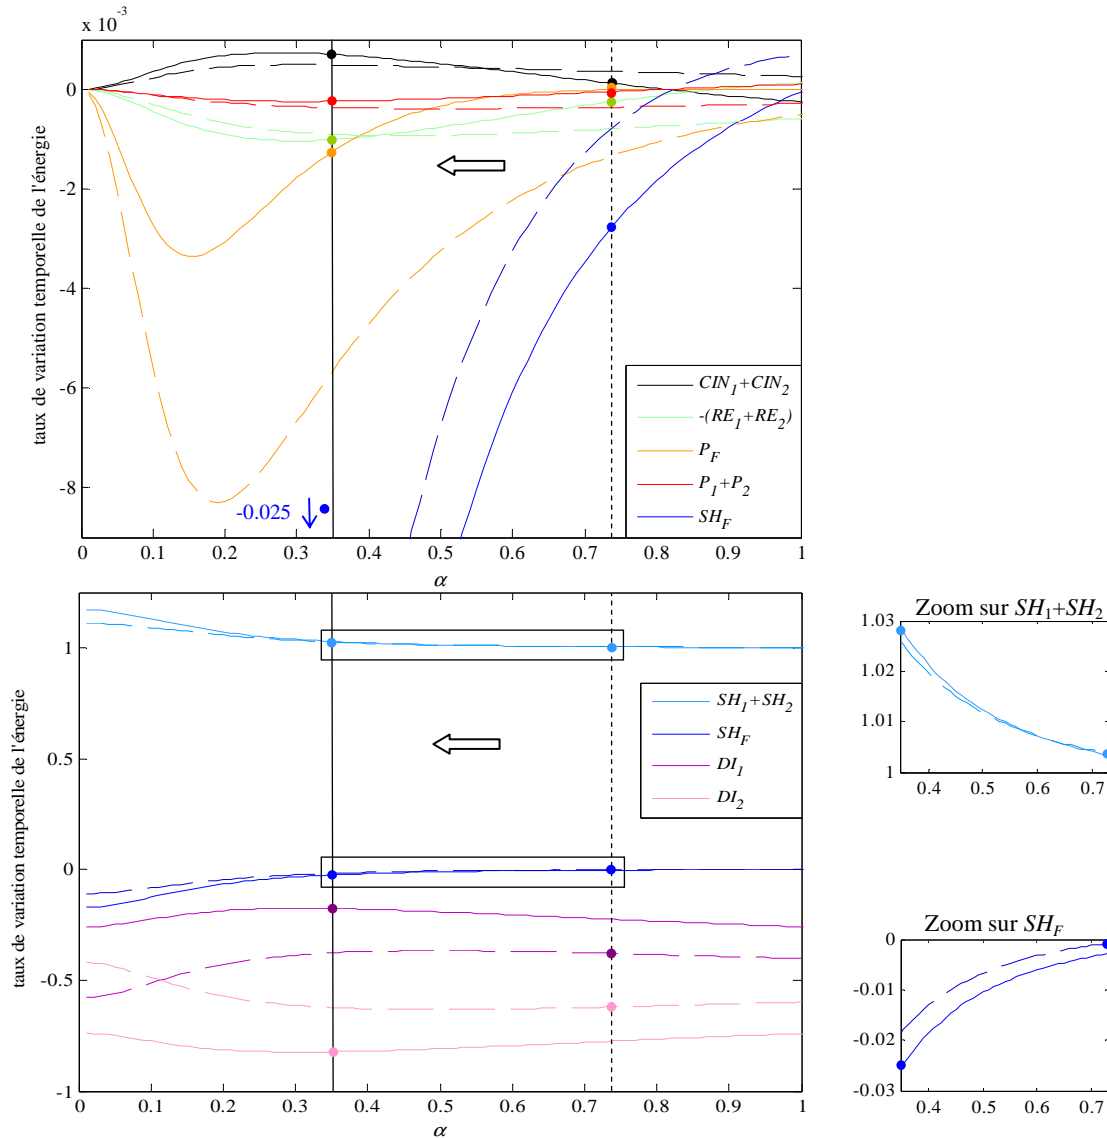 x 10⁻³
taux de variation temporelle de l'énergie
0
-2
-4
-6
-8
-0.025
CIN₁+CIN₂
-(RE₁+RE₂)
P_F
P₁+P₂
SH_F
0 0.1 0.2 0.3 0.4 0.5 0.6 0.7 0.8 0.9 1
α
taux de variation temporelle de l'énergie
1
0.5
0
-0.5
-1
SH₁+SH₂
SH_F
DI₁
DI₂
0 0.1 0.2 0.3 0.4 0.5 0.6 0.7 0.8 0.9 1
α
Zoom sur SH₁+SH₂
1.03
1.02
1.01
1
0.4 0.5 0.6 0.7
Zoom sur SH_F
0
-0.01
-0.02
-0.03
0.4 0.5 0.6 0.7